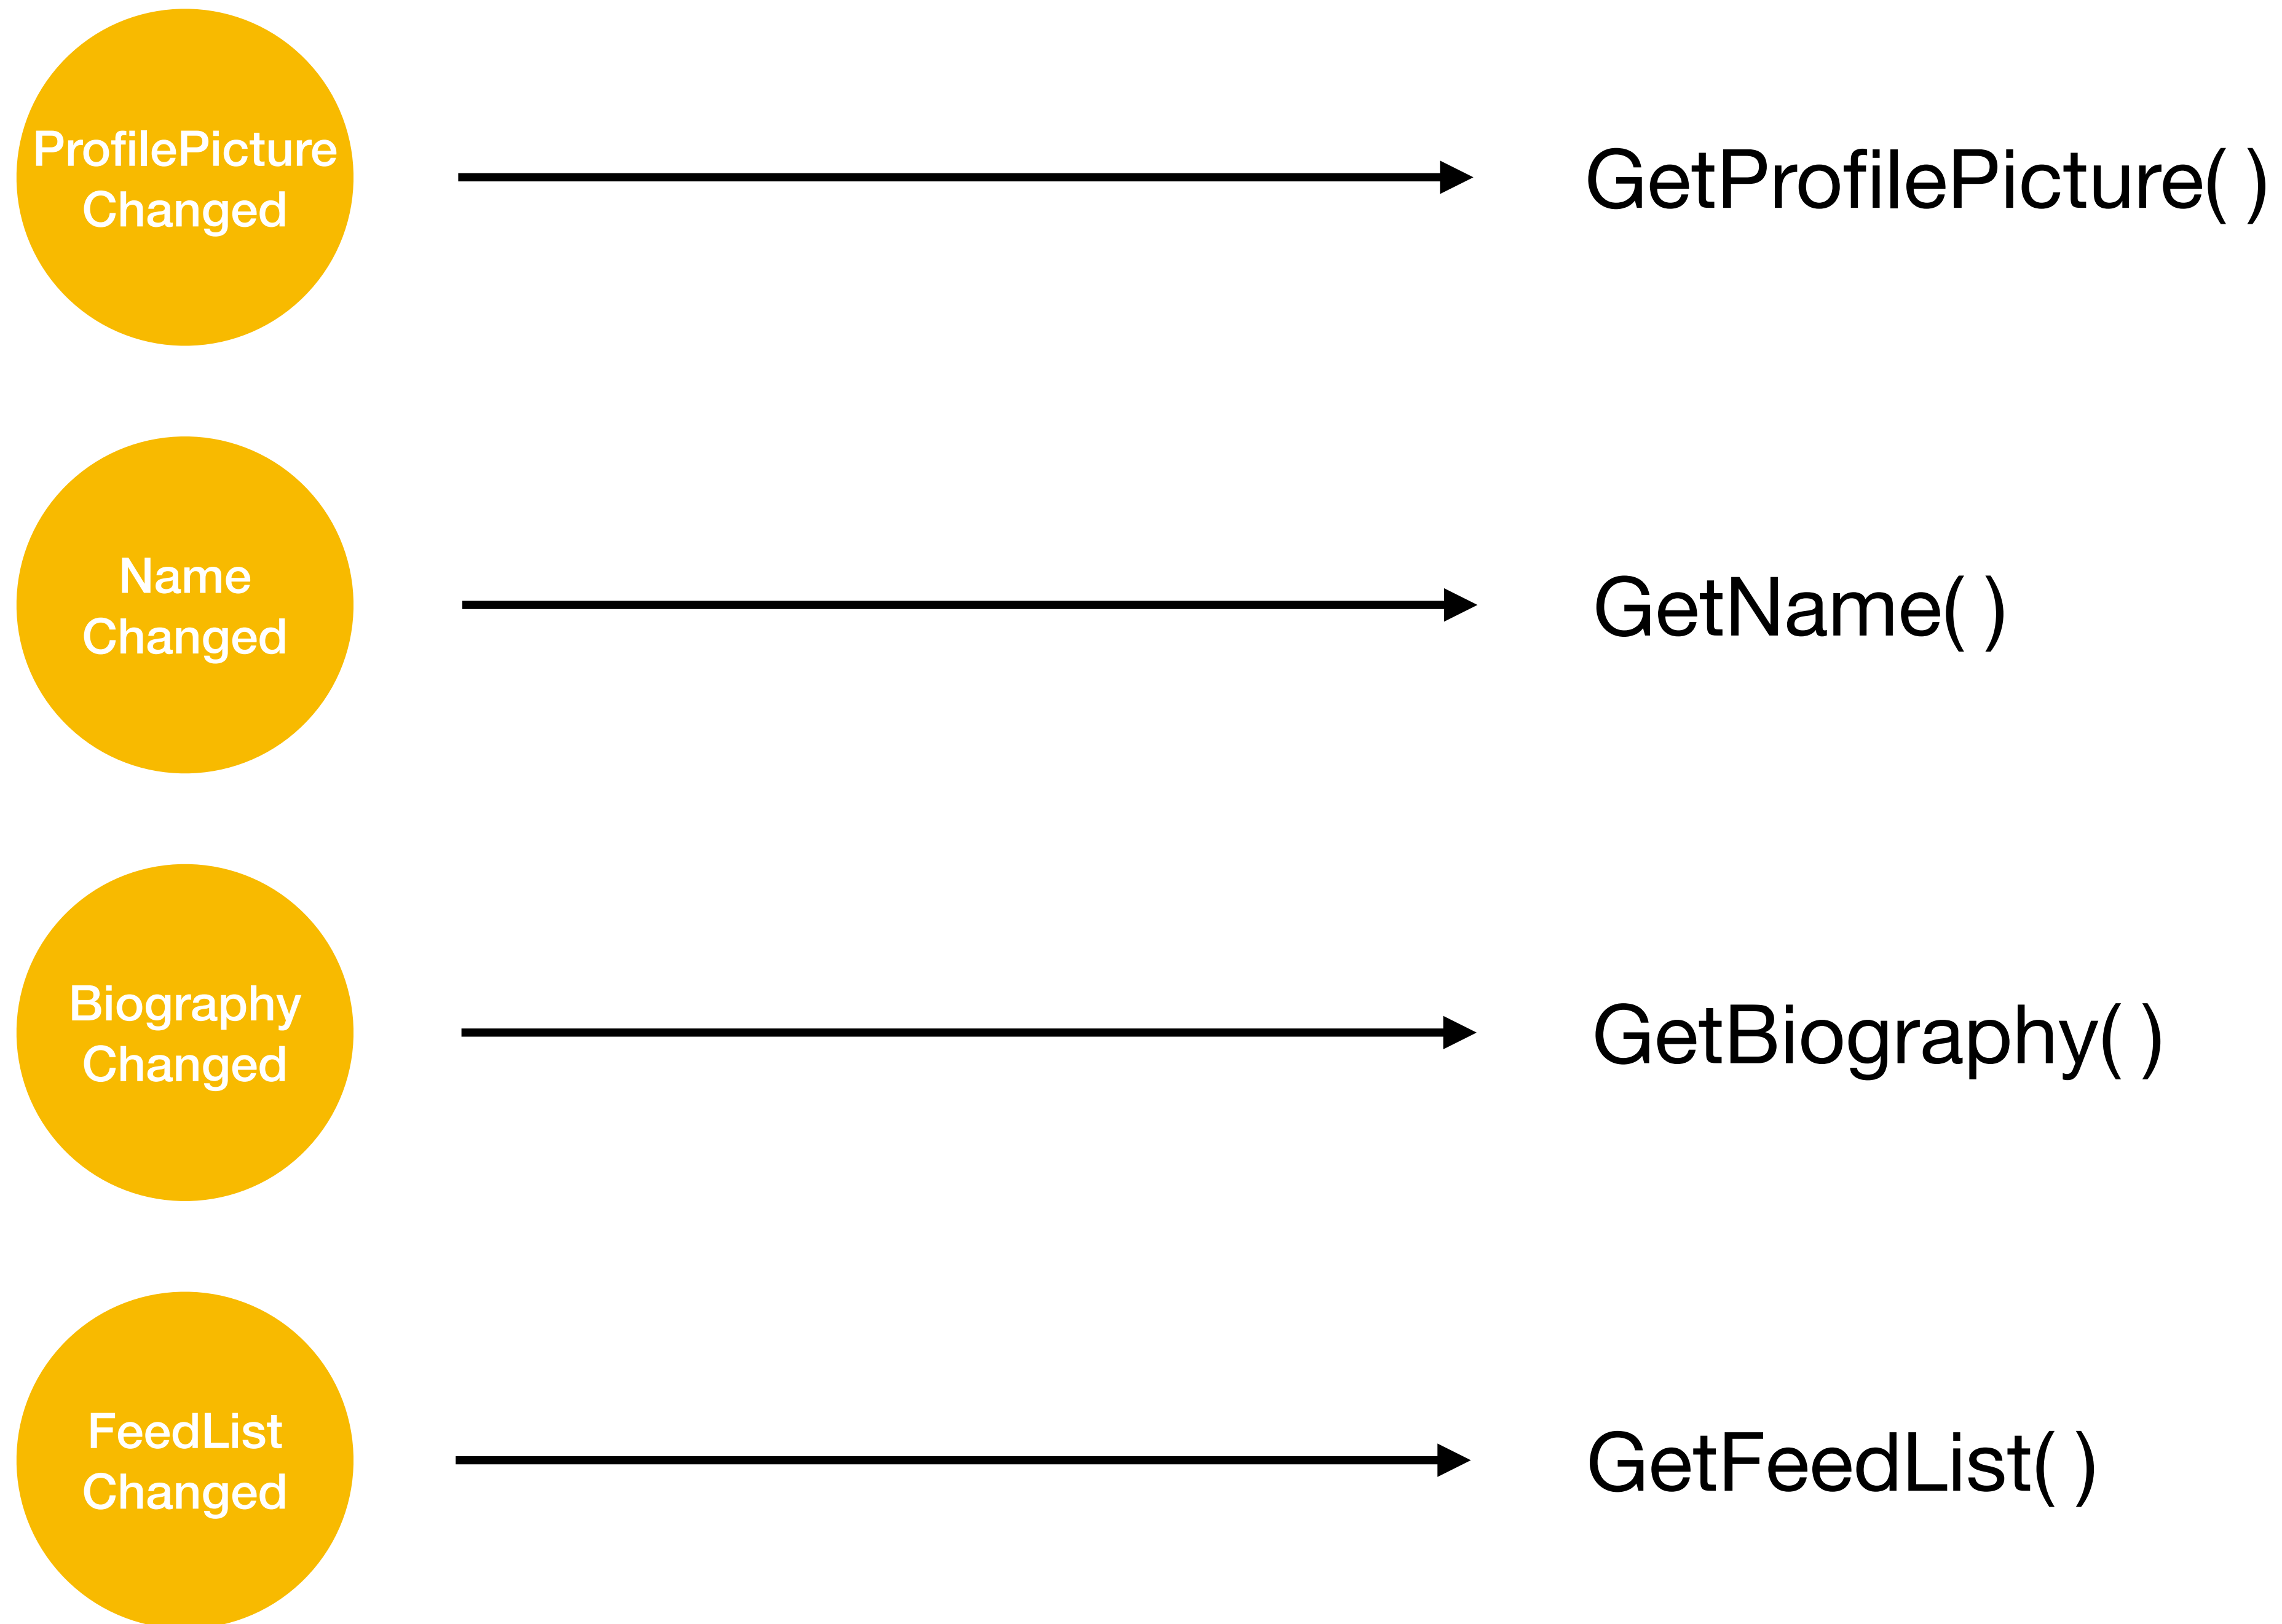 ProfilePicture
Changed
GetProfilePicture( )
Name
Changed
GetName( )
Biography
Changed
GetBiography( )
FeedList
Changed
GetFeedList( )